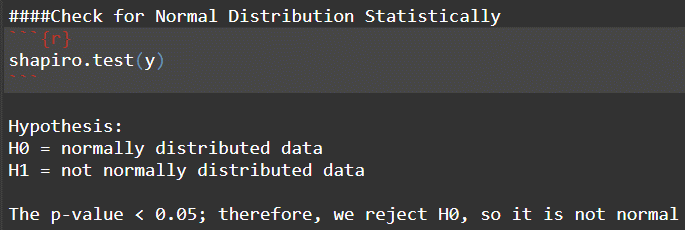 ####Check for Normal Distribution Statistically
```{r}
shapiro.test(y)
```
Hypothesis:
H0 = normally distributed data
H1 = not normally distributed data
The p-value < 0.05; therefore, we reject H0, so it is not normal